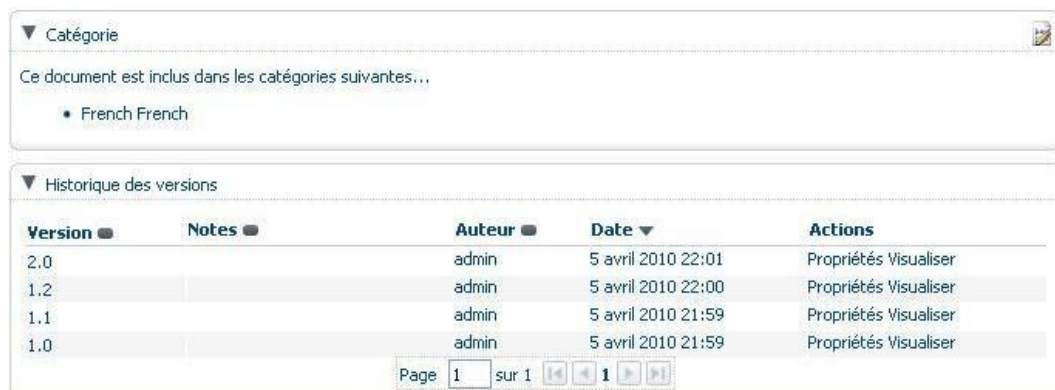 Catégorie
Ce document est inclus dans les catégories suivantes...
• French French
Historique des versions
Version Notes Auteur Date Actions
2.0 admin 5 avril 2010 22:01 Propriétés Visualiser
1.2 admin 5 avril 2010 22:00 Propriétés Visualiser
1.1 admin 5 avril 2010 21:59 Propriétés Visualiser
1.0 admin 5 avril 2010 21:59 Propriétés Visualiser
Page 1 sur 1 1